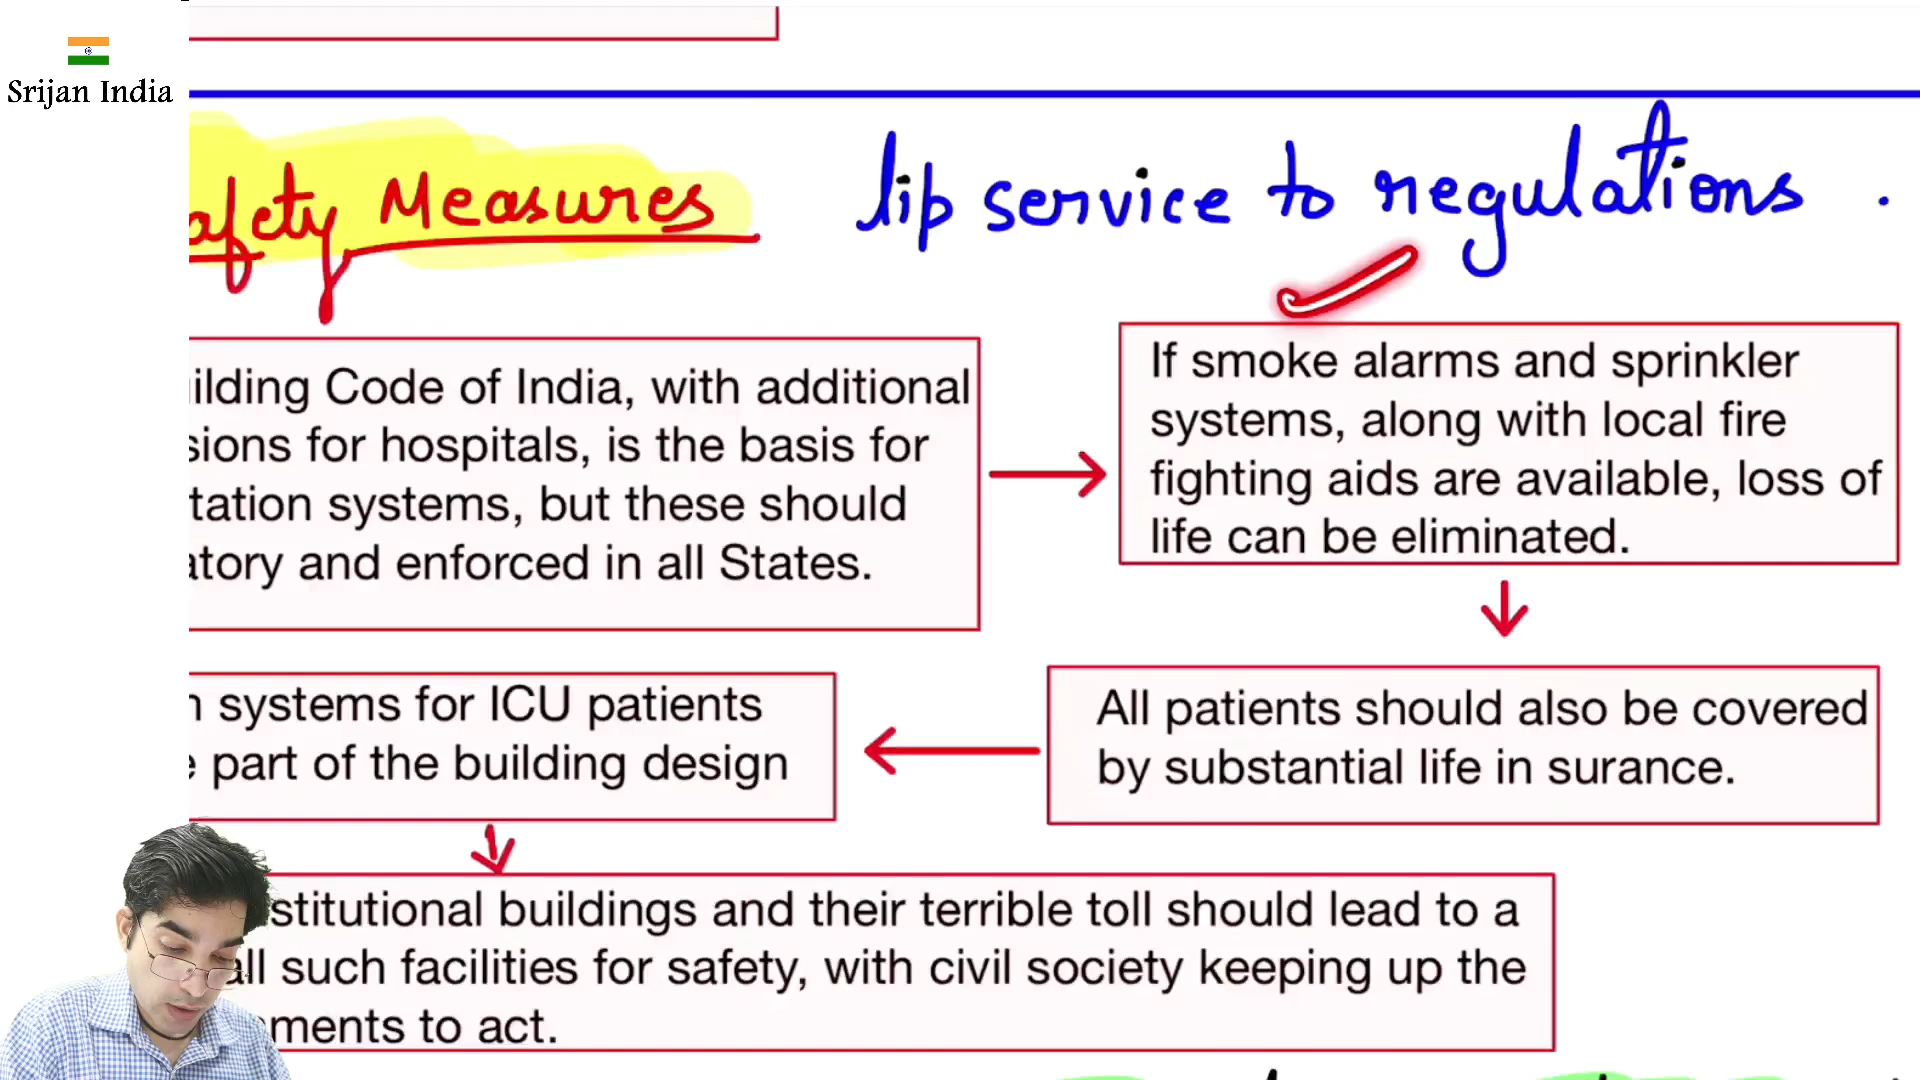 Srijan India
afety Measures
lip service to regulations.
ilding Code of India, with additional
sions for hospitals, is the basis for
tation systems, but these should
atory and enforced in all States.
If smoke alarms and sprinkler
systems, along with local fire
fighting aids are available, loss of
life can be eliminated.
All patients should also be covered
by substantial life in surance.
n systems for ICU patients
e part of the building design
stitutional buildings and their terrible toll should lead to a
all such facilities for safety, with civil society keeping up the
ments to act.